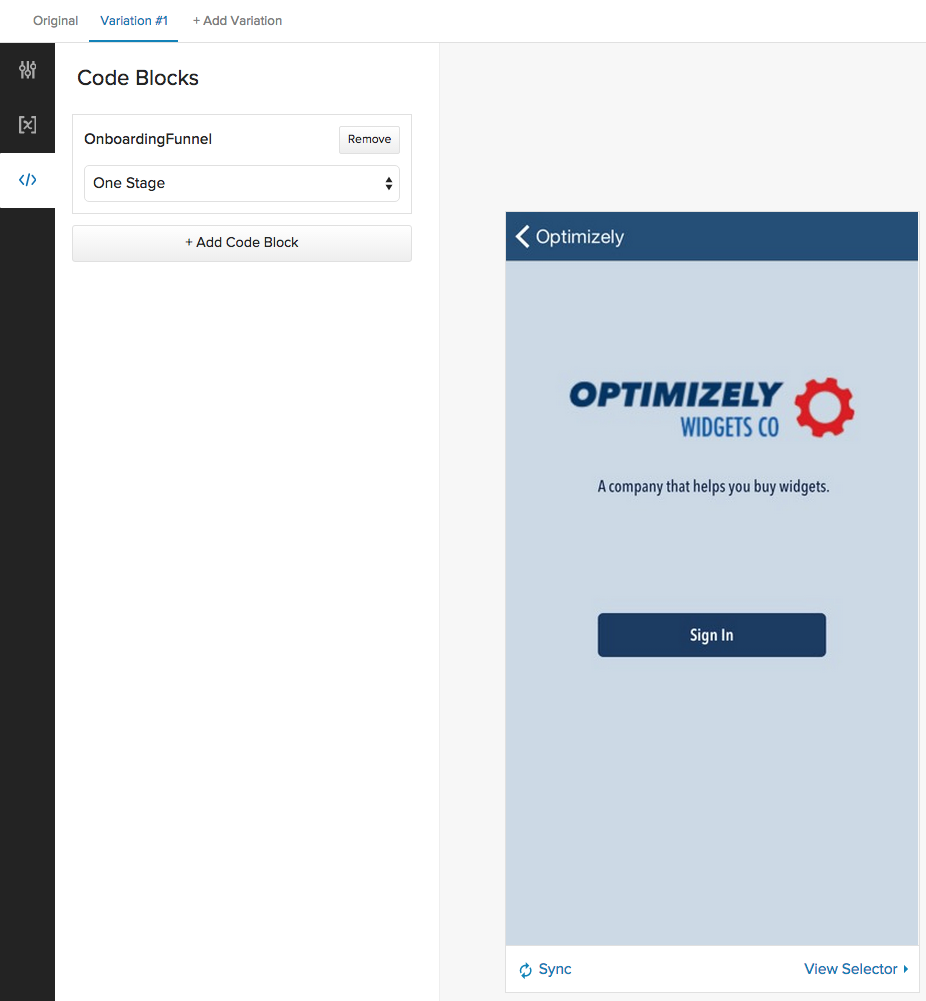 Original Variation #1 + Add Variation
Code Blocks
OnboardingFunnel Remove
One Stage
+ Add Code Block
Optimizely
OPTIMIZELY
WIDGETS CO
A company that helps you buy widgets.
Sign In
Sync View Selector